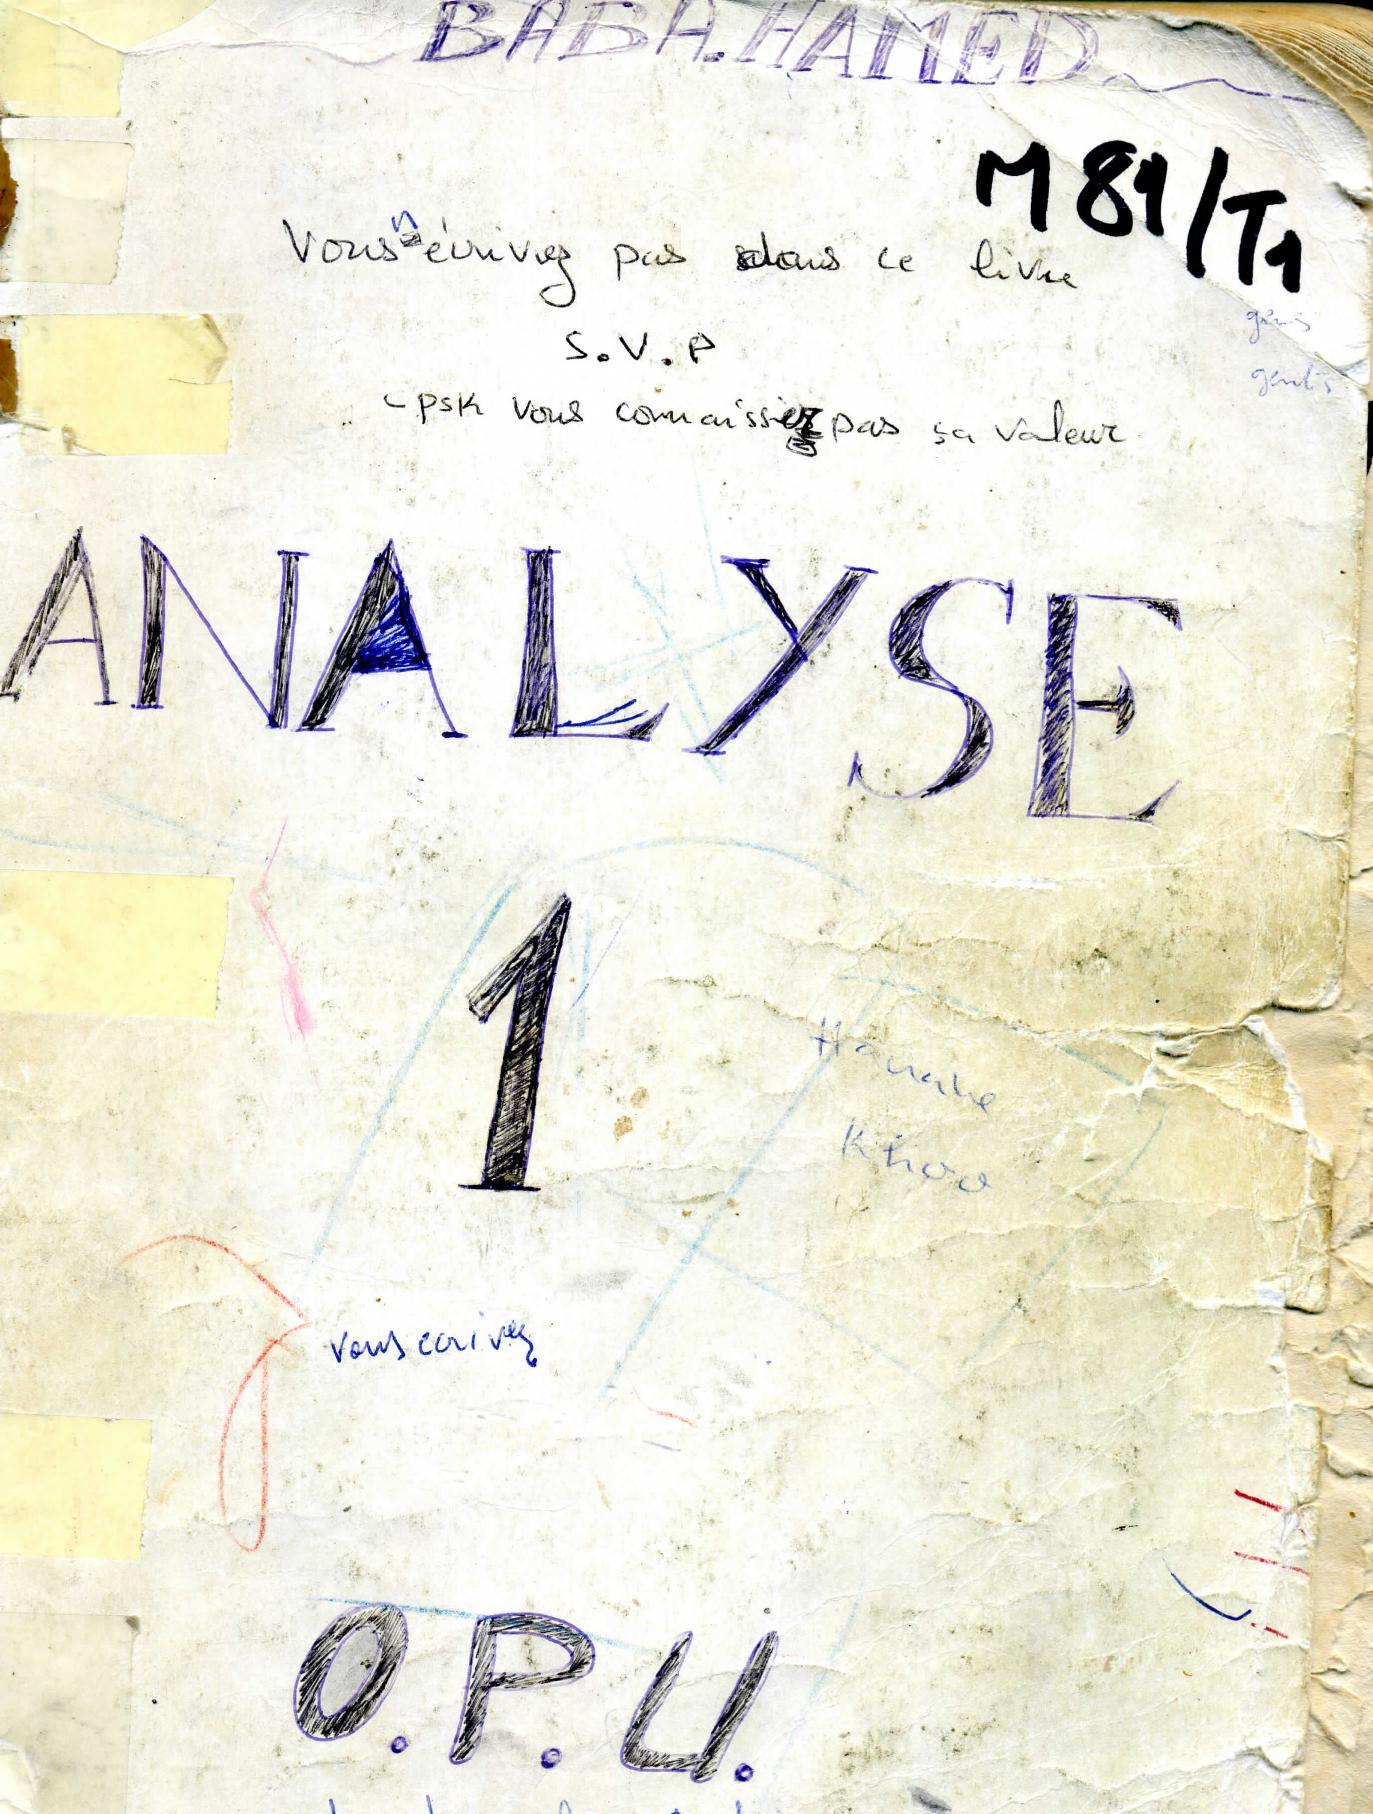 BABA.HAMED
M 81/T1
Vous n'écrivez pas dans ce livre
S.V.P
psk vous connaissiez pas sa valeur
ANALYSE
1
Vous écrivez
O.P.U.